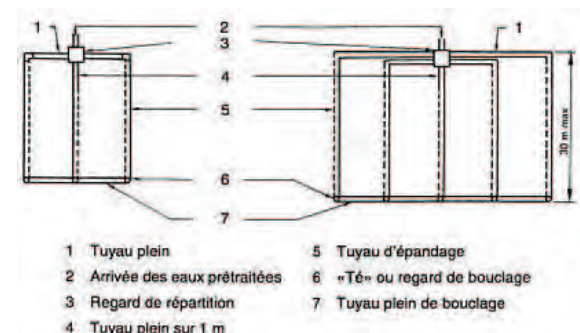 1 2 1
3
4
5
30 m max
6
7
1 Tuyau plein
2 Arrivée des eaux prétraitées
3 Regard de répartition
4 Tuyau plein sur 1 m
5 Tuyau d'épandage
6 «Té» ou regard de bouclage
7 Tuyau plein de bouclage